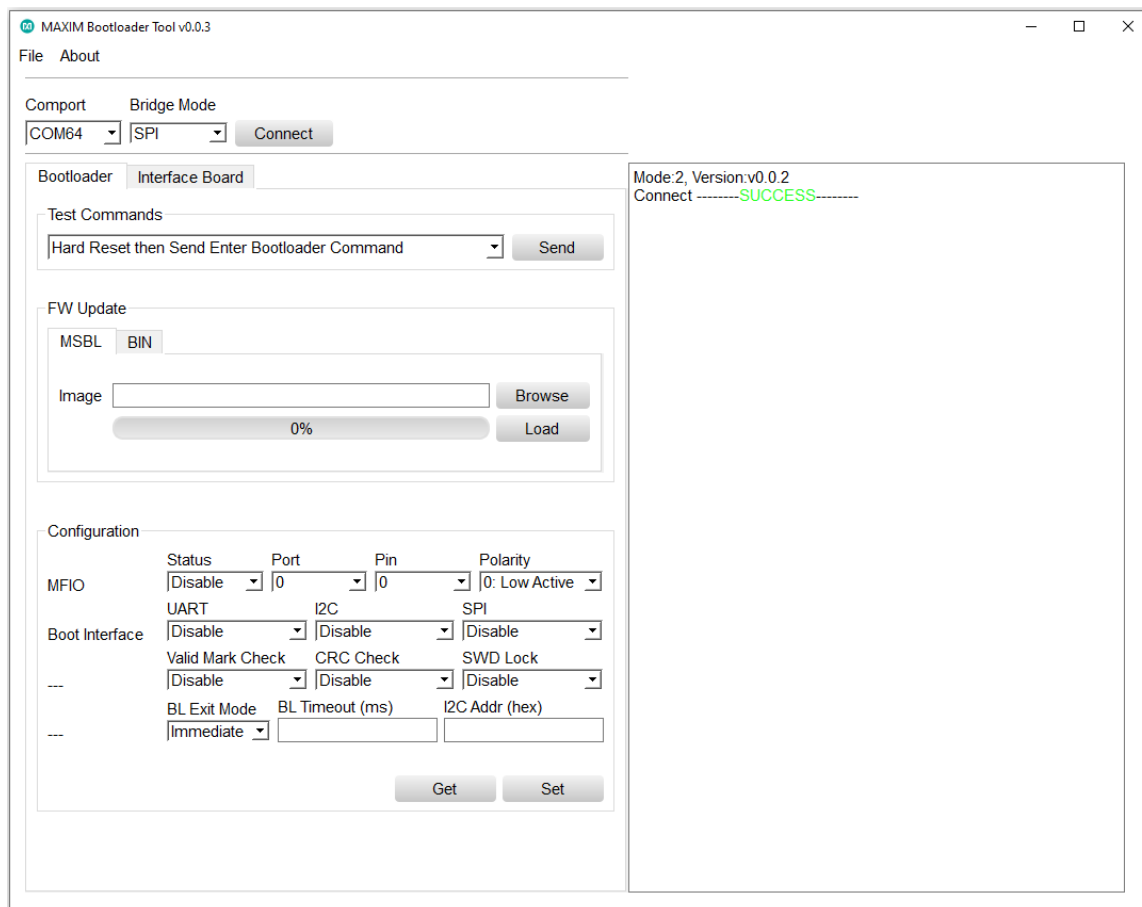 MAXIM Bootloader Tool v0.0.3
File About
Comport Bridge Mode
COM64 SPI Connect
Bootloader Interface Board
Test Commands
Hard Reset then Send Enter Bootloader Command Send
FW Update
MSBL BIN
Image Browse
0% Load
Configuration
Status Port Pin Polarity
MFIO Disable 0 0 0: Low Active
UART I2C SPI
Boot Interface Disable Disable Disable
Valid Mark Check CRC Check SWD Lock
--- Disable Disable Disable
BL Exit Mode BL Timeout (ms) I2C Addr (hex)
--- Immediate
Get Set
Mode:2, Version:v0.0.2
Connect --------SUCCESS--------